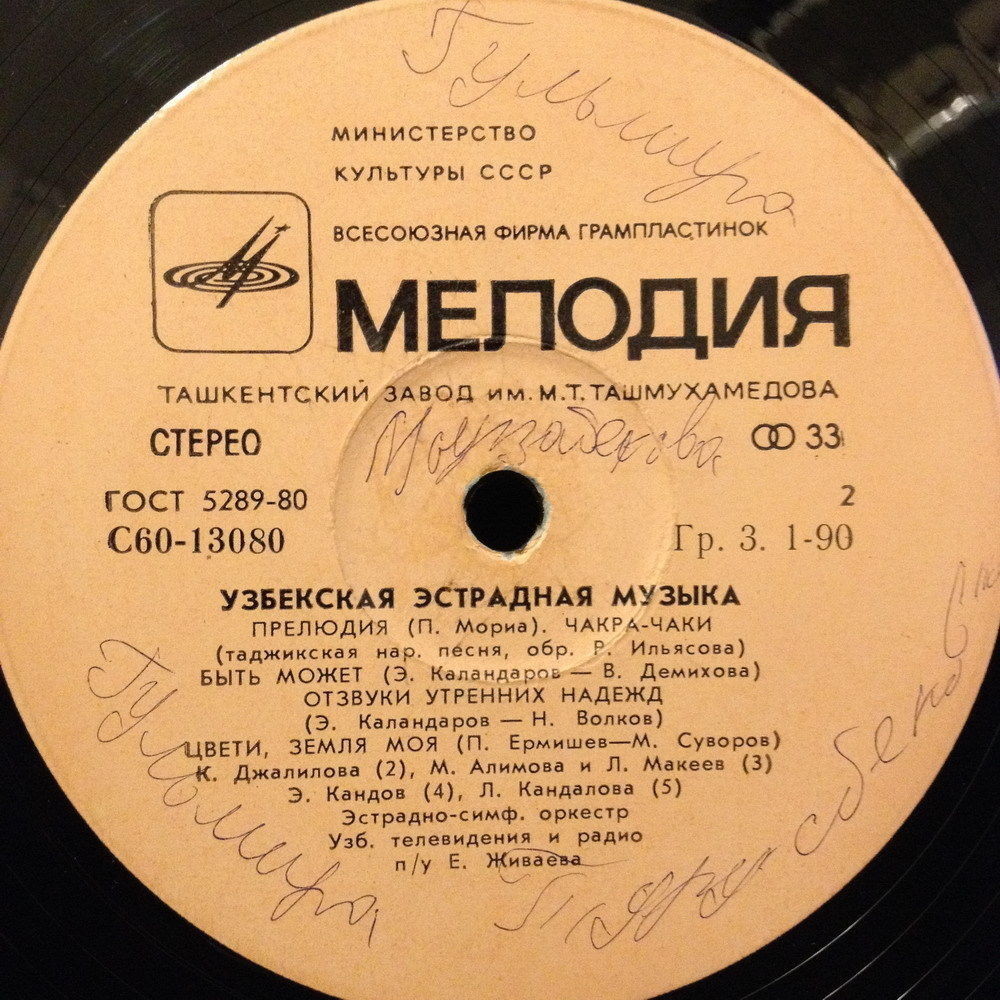 Гульмира
МИНИСТЕРСТВО
КУЛЬТУРЫ СССР
ВСЕСОЮЗНАЯ ФИРМА ГРАМПЛАСТИНОК
МЕЛОДИЯ
ТАШКЕНТСКИЙ ЗАВОД им. М. Т. ТАШМУХАМЕДОВА
СТЕРЕО 33
ГОСТ 5289-80 2
С60-13080 Гр. 3. 1-90
УЗБЕКСКАЯ ЭСТРАДНАЯ МУЗЫКА
ПРЕЛЮДИЯ (П. Мориа). ЧАКРА-ЧАКИ
(таджикская нар. песня, обр. Р. Ильясова)
БЫТЬ МОЖЕТ (Э. Каландаров — В. Демихова)
ОТЗВУКИ УТРЕННИХ НАДЕЖД
(Э. Каландаров — Н. Волков)
ЦВЕТИ, ЗЕМЛЯ МОЯ (П. Ермишев—М. Суворов)
К. Джалилова (2), М. Алимова и Л. Макеев (3)
Э. Кандов (4), Л. Кандалова (5)
Эстрадно-симф. оркестр
Узб. телевидения и радио
п/у Е. Живаева
Гульмира